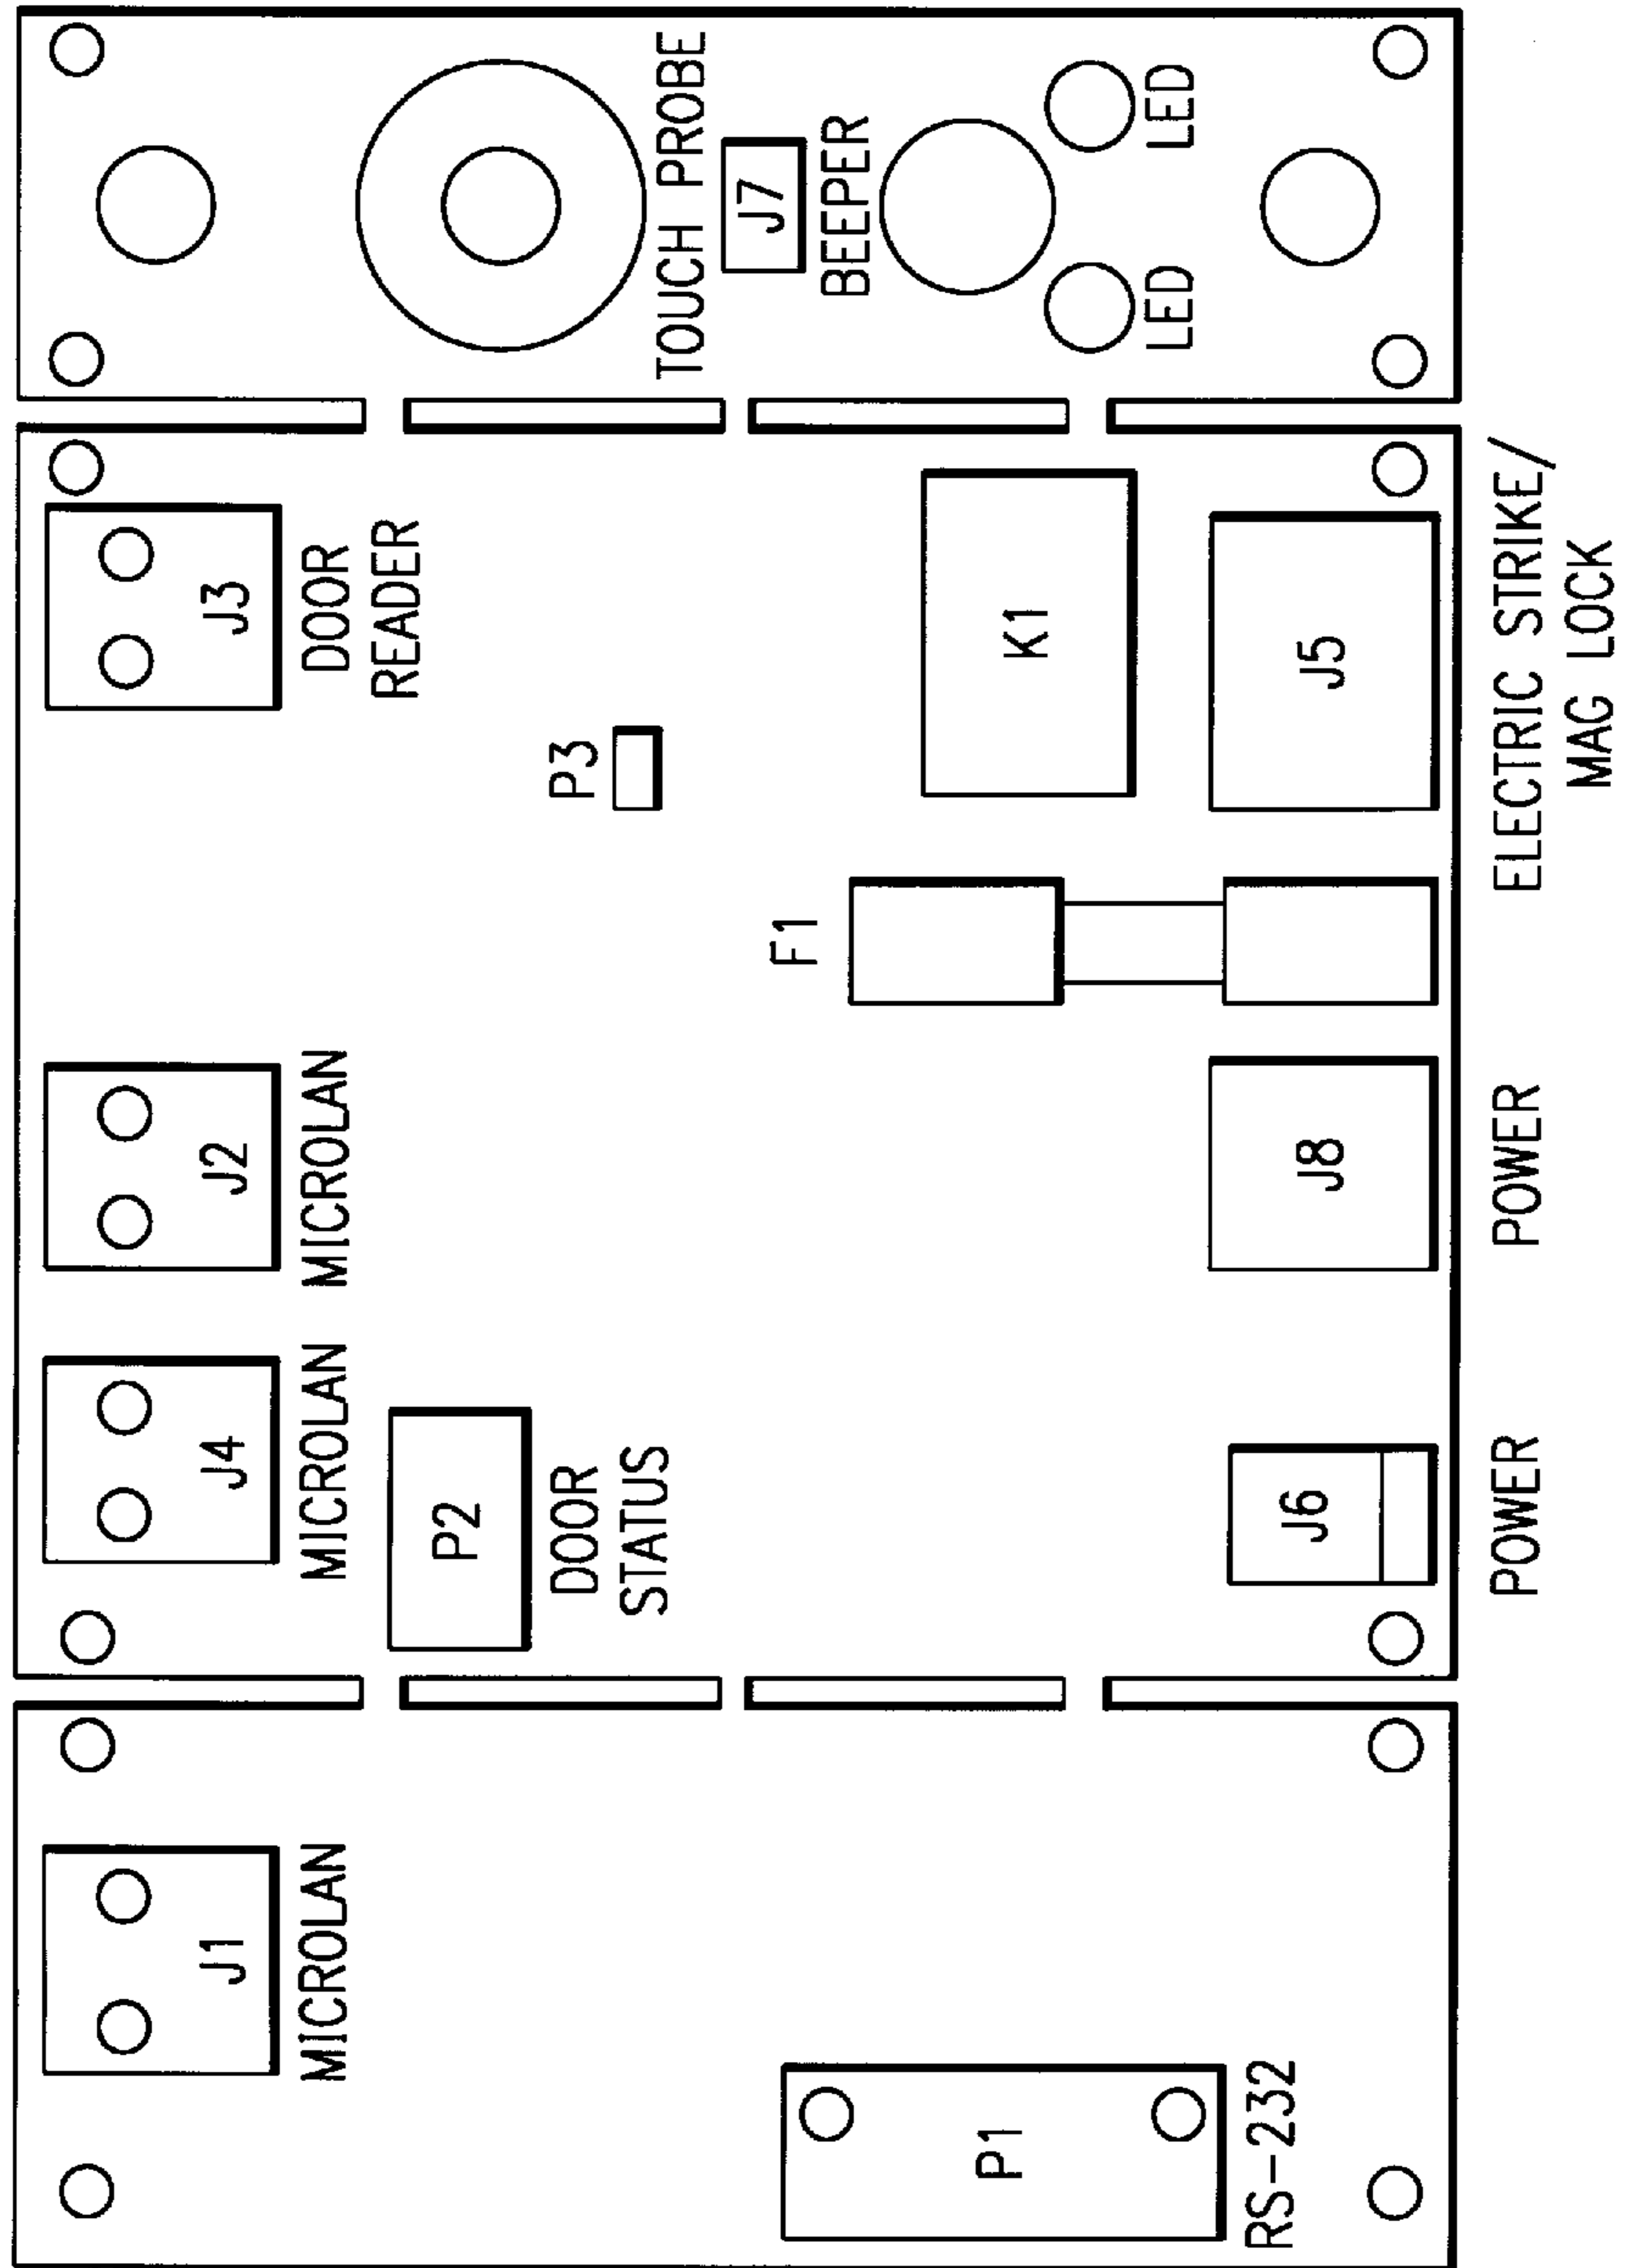 MICROLAN
J1
P1
RS-232
MICROLAN
J4
MICROLAN
J2
J3
DOOR
READER
P2
DOOR
STATUS
P3
F1
K1
J6
POWER
J8
POWER
J5
ELECTRIC STRIKE/
MAG LOCK
TOUCH PROBE
J7
BEEPER
LED
LED